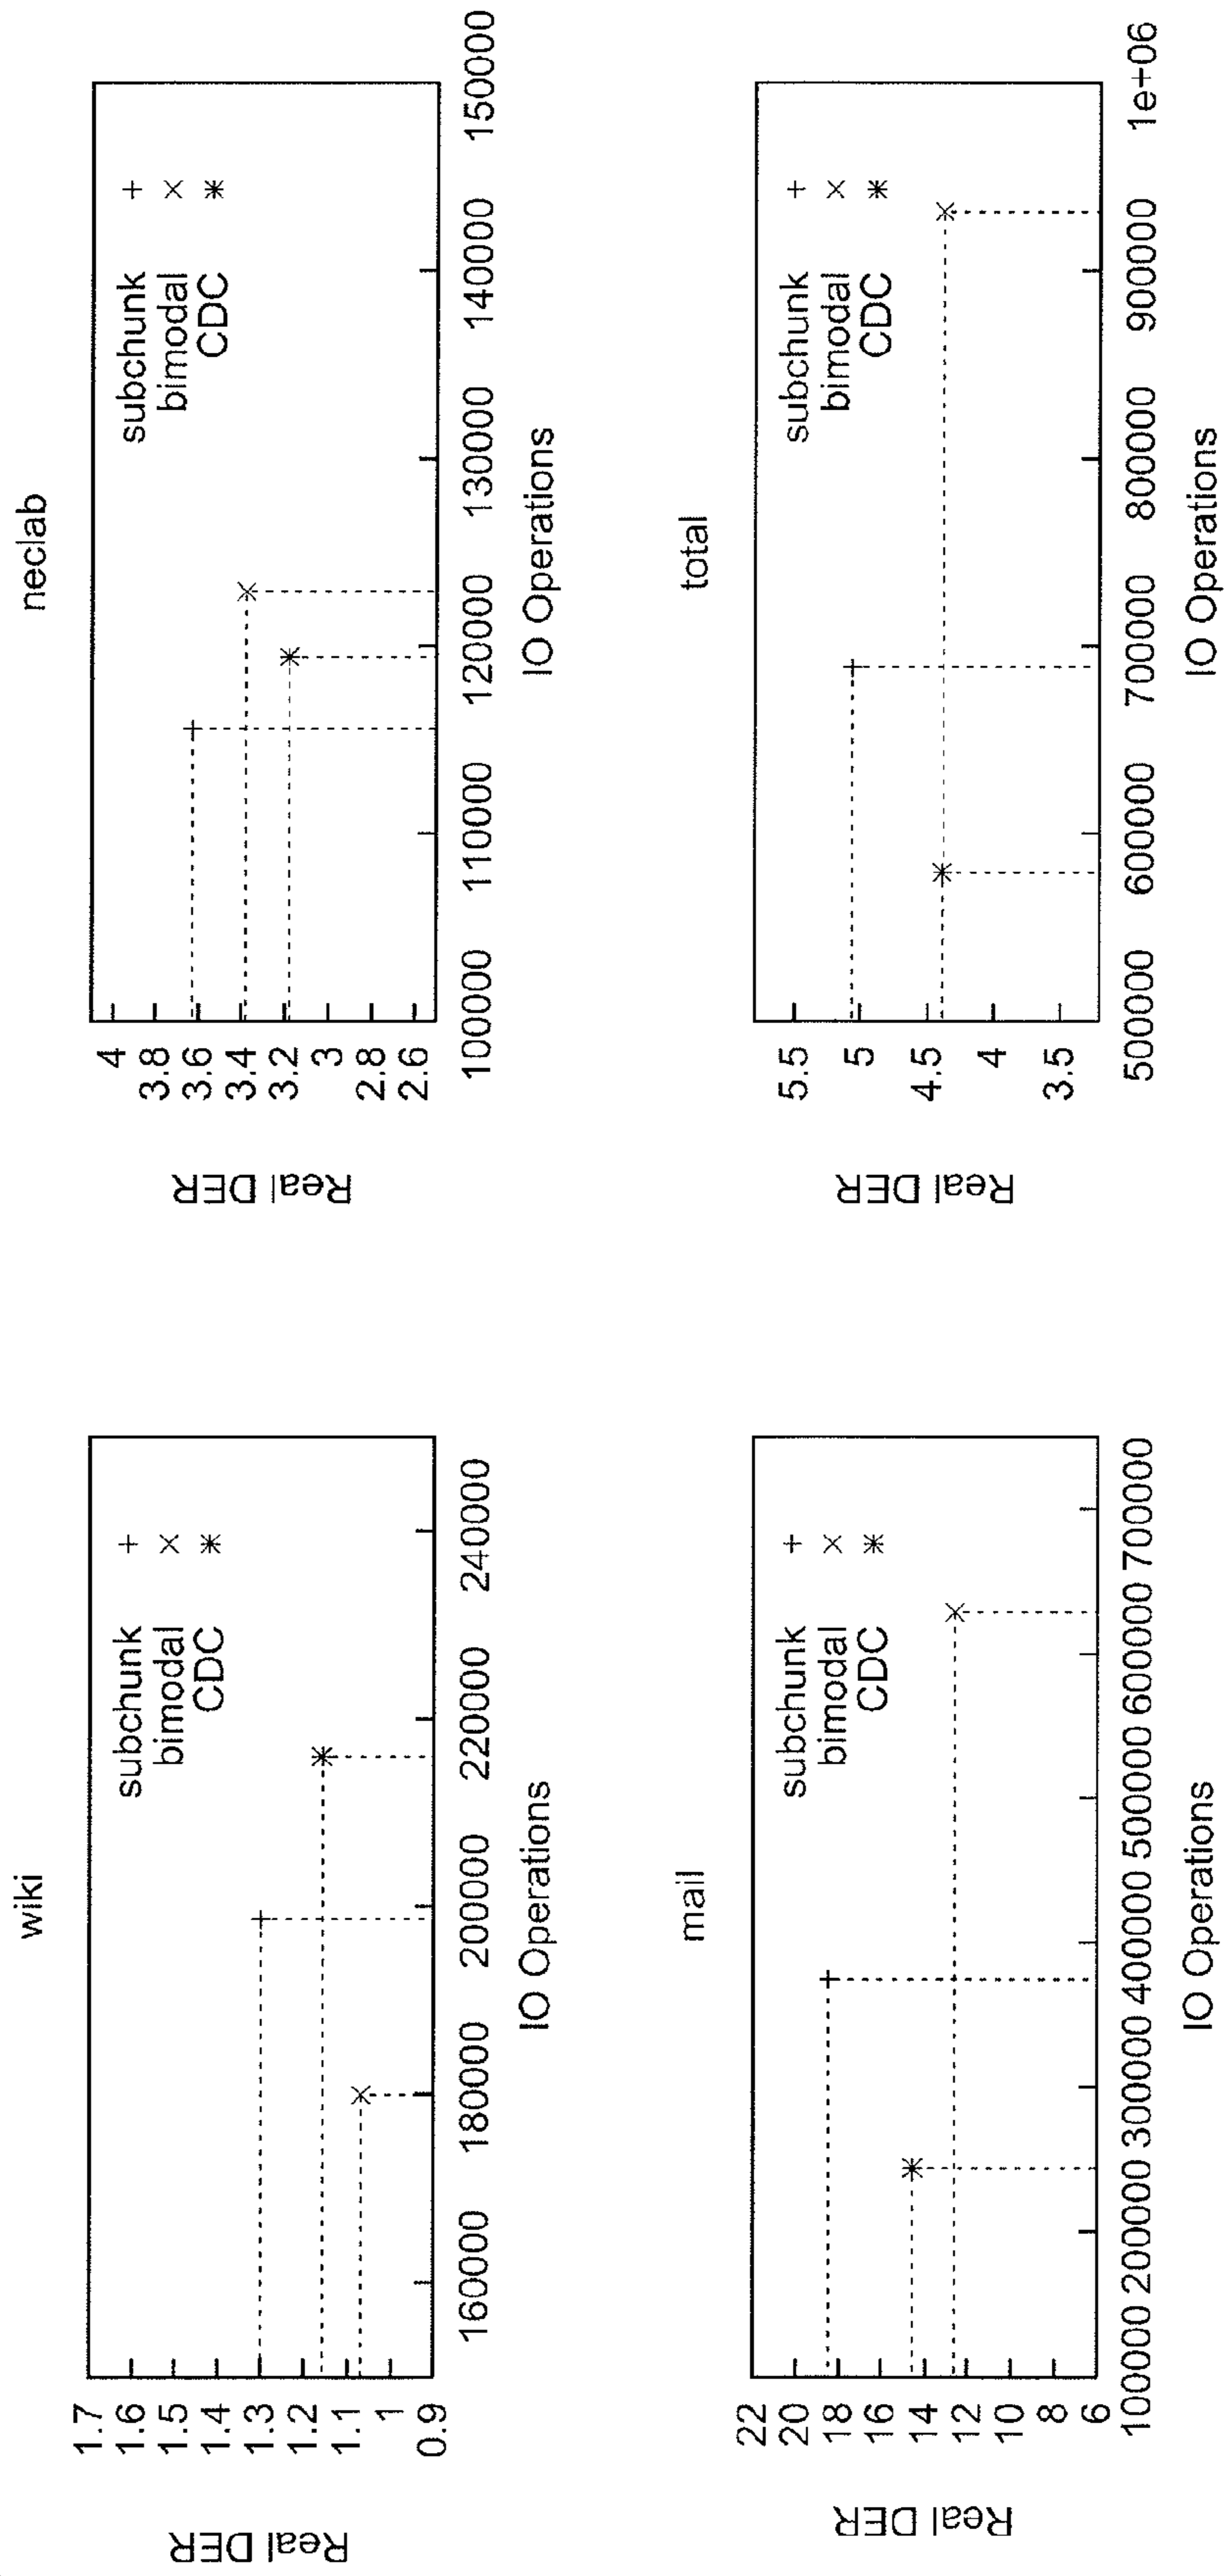 wiki
Real DER
1.7
1.6
1.5
1.4
1.3
1.2
1.1
1
0.9
subchunk +
bimodal ×
CDC ⁎
160000 180000 200000 220000 240000
IO Operations
neclab
Real DER
4
3.8
3.6
3.4
3.2
3
2.8
2.6
subchunk +
bimodal ×
CDC ⁎
100000 110000 120000 130000 140000 150000
IO Operations
mail
Real DER
22
20
18
16
14
12
10
8
6
subchunk +
bimodal ×
CDC ⁎
100000 200000 300000 400000 500000 600000 700000
IO Operations
total
Real DER
5.5
5
4.5
4
3.5
subchunk +
bimodal ×
CDC ⁎
500000 600000 700000 800000 900000 1e+06
IO Operations